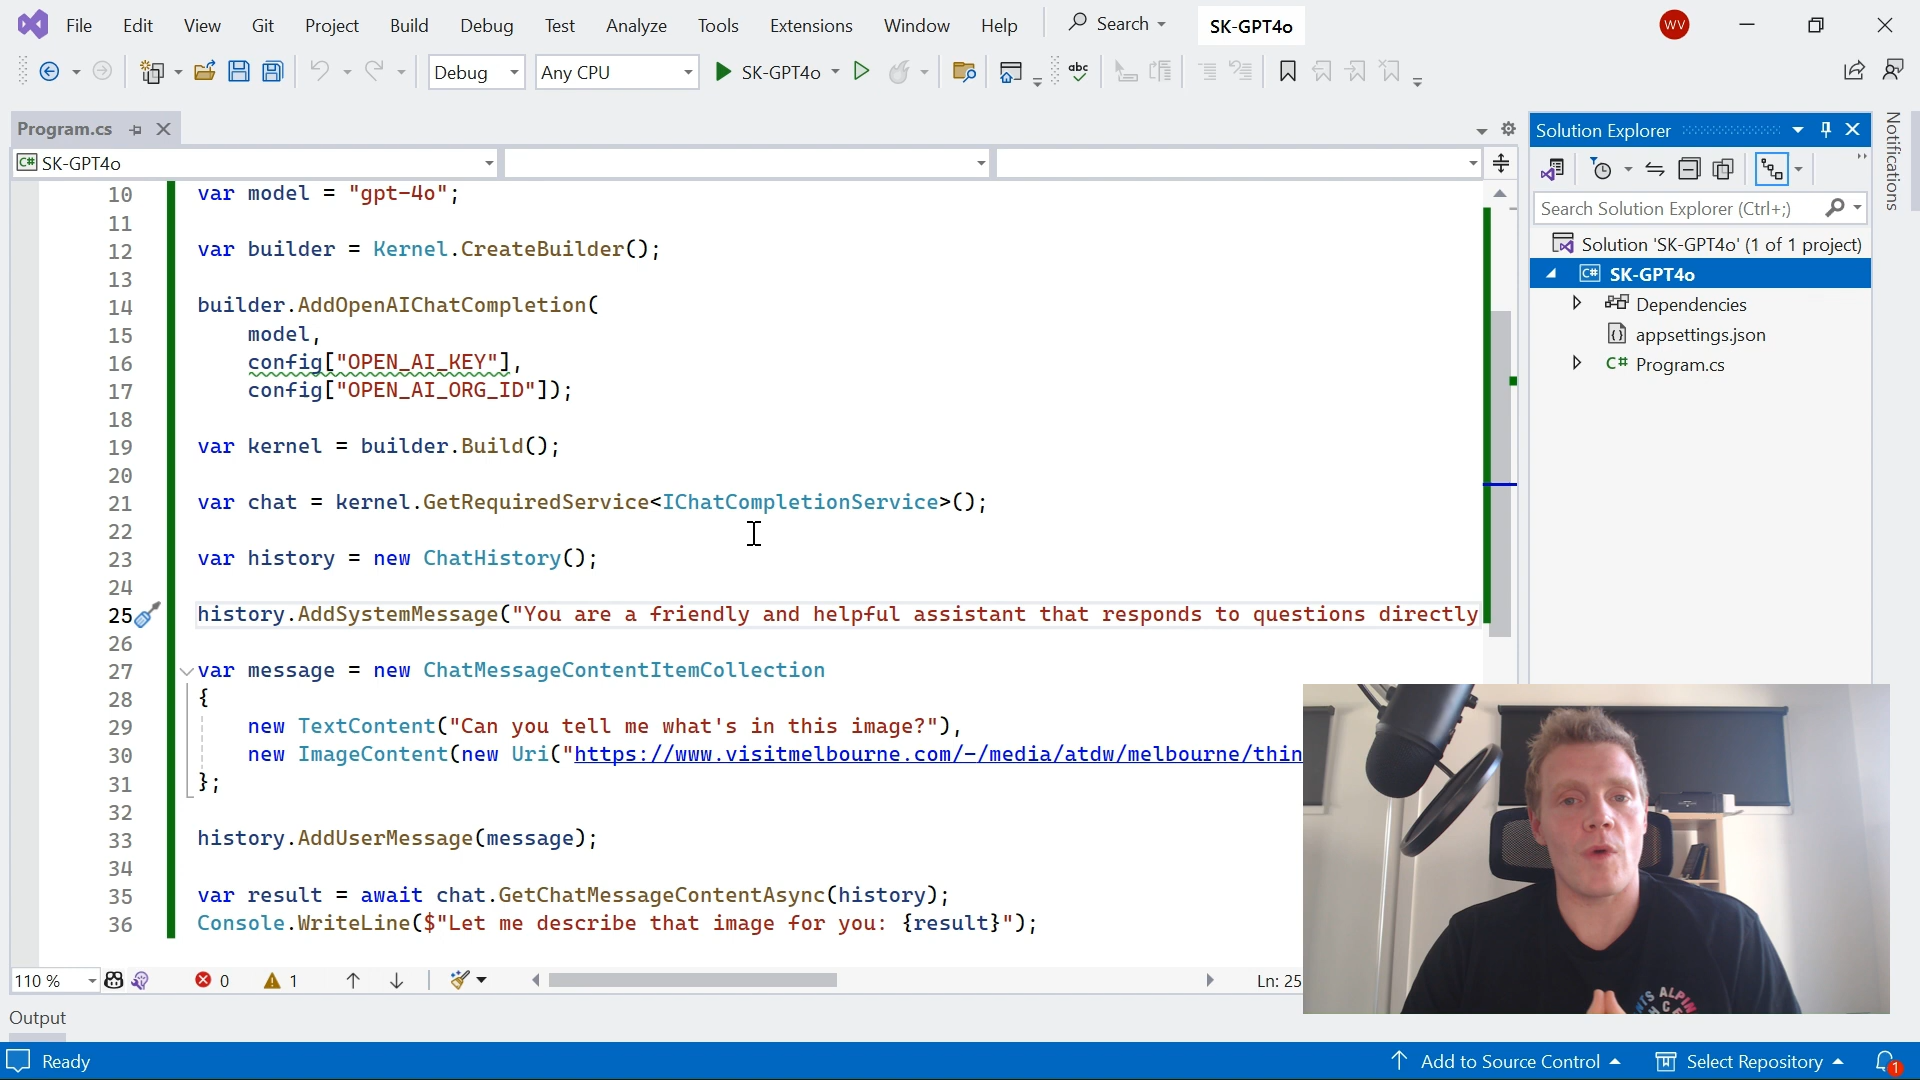 File Edit View Git Project Build Debug Test Analyze Tools Extensions Window Help Search SK-GPT4o WV
Debug Any CPU SK-GPT4o abc
Program.cs
C# SK-GPT4o
10 var model = "gpt-4o";
11
12 var builder = Kernel.CreateBuilder();
13
14 builder.AddOpenAIChatCompletion(
15 model,
16 config["OPEN_AI_KEY"],
17 config["OPEN_AI_ORG_ID"]);
18
19 var kernel = builder.Build();
20
21 var chat = kernel.GetRequiredService<IChatCompletionService>();
22
23 var history = new ChatHistory();
24
25 history.AddSystemMessage("You are a friendly and helpful assistant that responds to questions directly
26
27 var message = new ChatMessageContentItemCollection
28 {
29 new TextContent("Can you tell me what's in this image?"),
30 new ImageContent(new Uri("https://www.visitmelbourne.com/-/media/atdw/melbourne/thin
31 };
32
33 history.AddUserMessage(message);
34
35 var result = await chat.GetChatMessageContentAsync(history);
36 Console.WriteLine($"Let me describe that image for you: {result}");
110 % 0 1 Ln: 25
Output
Solution Explorer
Search Solution Explorer (Ctrl+;)
Solution 'SK-GPT4o' (1 of 1 project)
C# SK-GPT4o
Dependencies
appsettings.json
C# Program.cs
Notifications
Ready Add to Source Control Select Repository 1